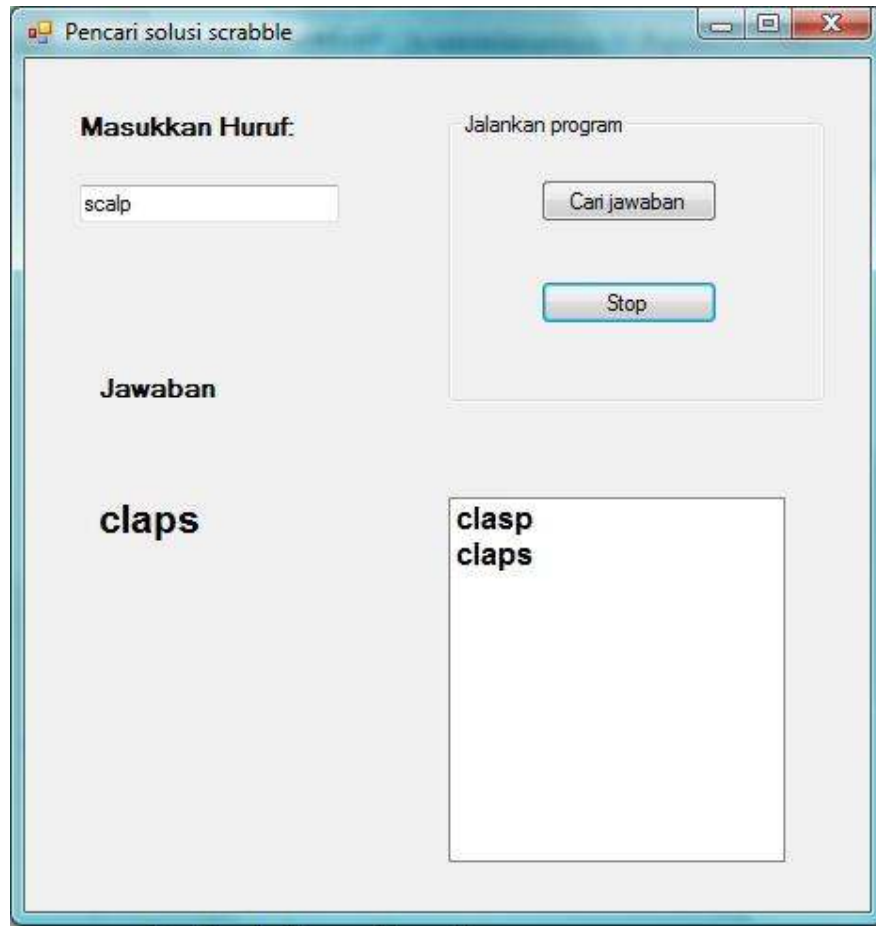 Pencari solusi scrabble
Masukkan Huruf:
scalp
Jalankan program
Cari jawaban
Stop
Jawaban
claps
clasp
claps